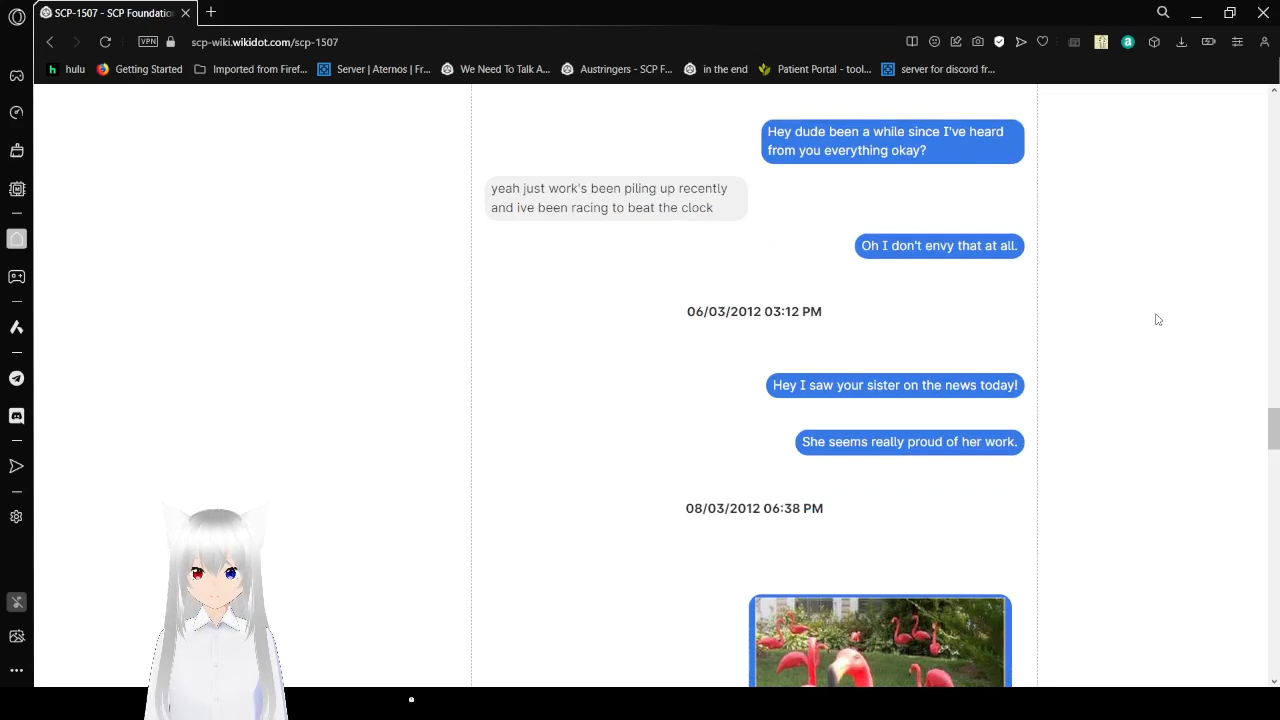 SCP-1507 - SCP Foundatio
scp-wiki.wikidot.com/scp-1507
VPN
hulu
Getting Started
Imported from Firef...
Server | Aternos | Fr...
We Need To Talk A...
Austringers - SCP F...
in the end
Patient Portal - tool...
server for discord fr...
Hey dude been a while since I've heard
from you everything okay?
yeah just work's been piling up recently
and ive been racing to beat the clock
Oh I don't envy that at all.
06/03/2012 03:12 PM
Hey I saw your sister on the news today!
She seems really proud of her work.
08/03/2012 06:38 PM